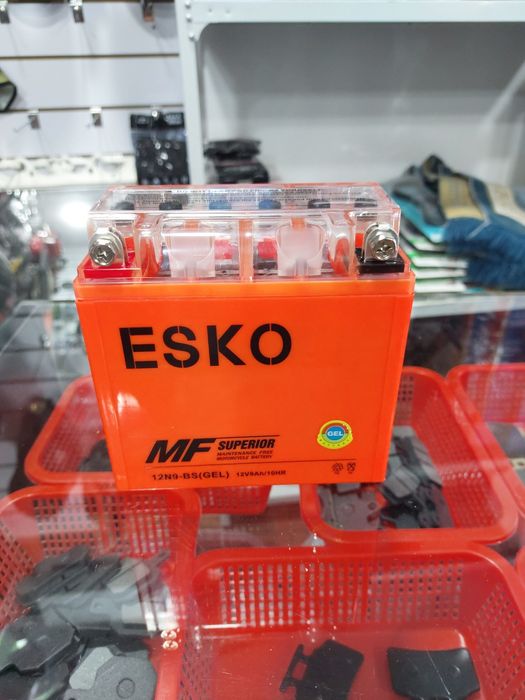 ESKO
MF SUPERIOR
MAINTENANCE FREE
MOTORCYCLE BATTERY
12N9-BS(GEL) 12V9Ah/10HR
GEL